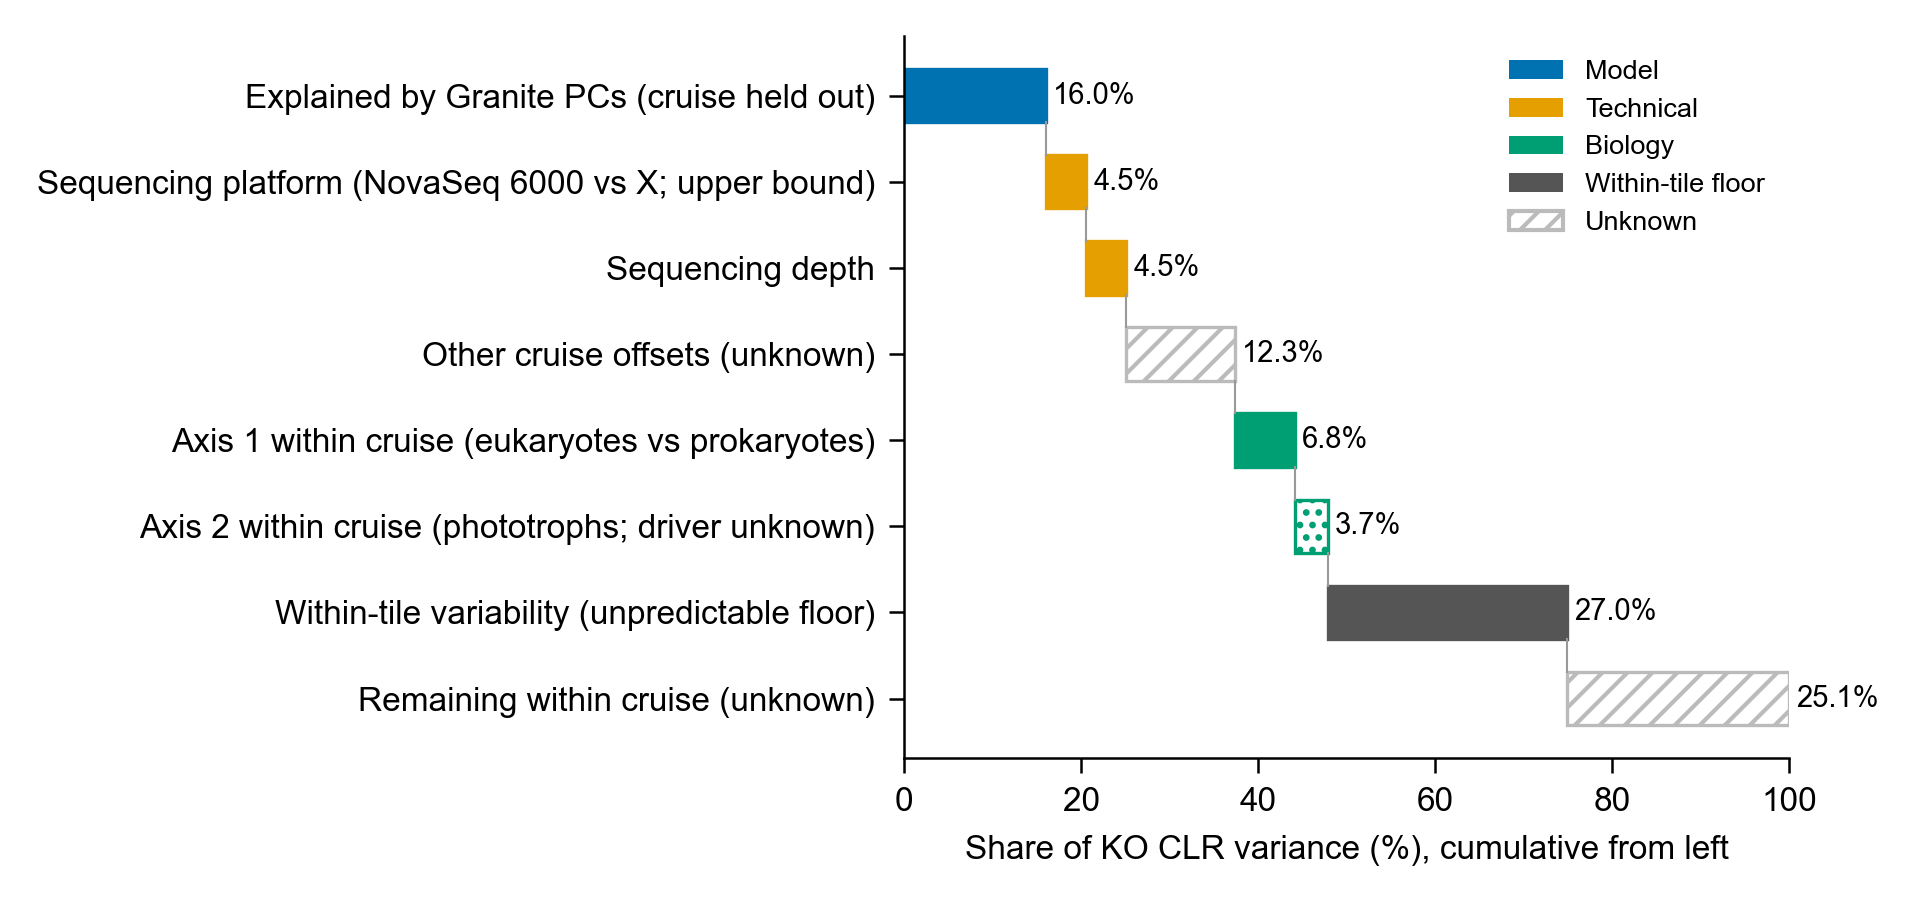 Explained by Granite PCs (cruise held out)
16.0%
Sequencing platform (NovaSeq 6000 vs X; upper bound)
4.5%
Sequencing depth
4.5%
Other cruise offsets (unknown)
12.3%
Axis 1 within cruise (eukaryotes vs prokaryotes)
6.8%
Axis 2 within cruise (phototrophs; driver unknown)
3.7%
Within-tile variability (unpredictable floor)
27.0%
Remaining within cruise (unknown)
25.1%
Model
Technical
Biology
Within-tile floor
Unknown
0 20 40 60 80 100
Share of KO CLR variance (%), cumulative from left